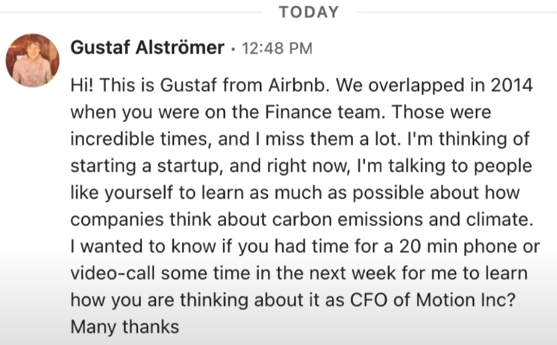 TODAY
Gustaf Alströmer • 12:48 PM
Hi! This is Gustaf from Airbnb. We overlapped in 2014
when you were on the Finance team. Those were
incredible times, and I miss them a lot. I'm thinking of
starting a startup, and right now, I'm talking to people
like yourself to learn as much as possible about how
companies think about carbon emissions and climate.
I wanted to know if you had time for a 20 min phone or
video-call some time in the next week for me to learn
how you are thinking about it as CFO of Motion Inc?
Many thanks